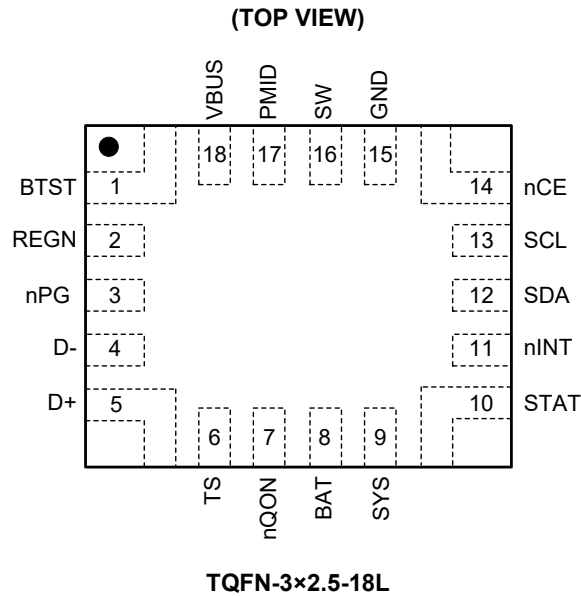 (TOP VIEW)
VBUS PMID SW GND
18 17 16 15
BTST 1 14 nCE
REGN 2 13 SCL
nPG 3 12 SDA
D- 4 11 nINT
D+ 5 10 STAT
6 7 8 9
TS nQON BAT SYS
TQFN-3×2.5-18L